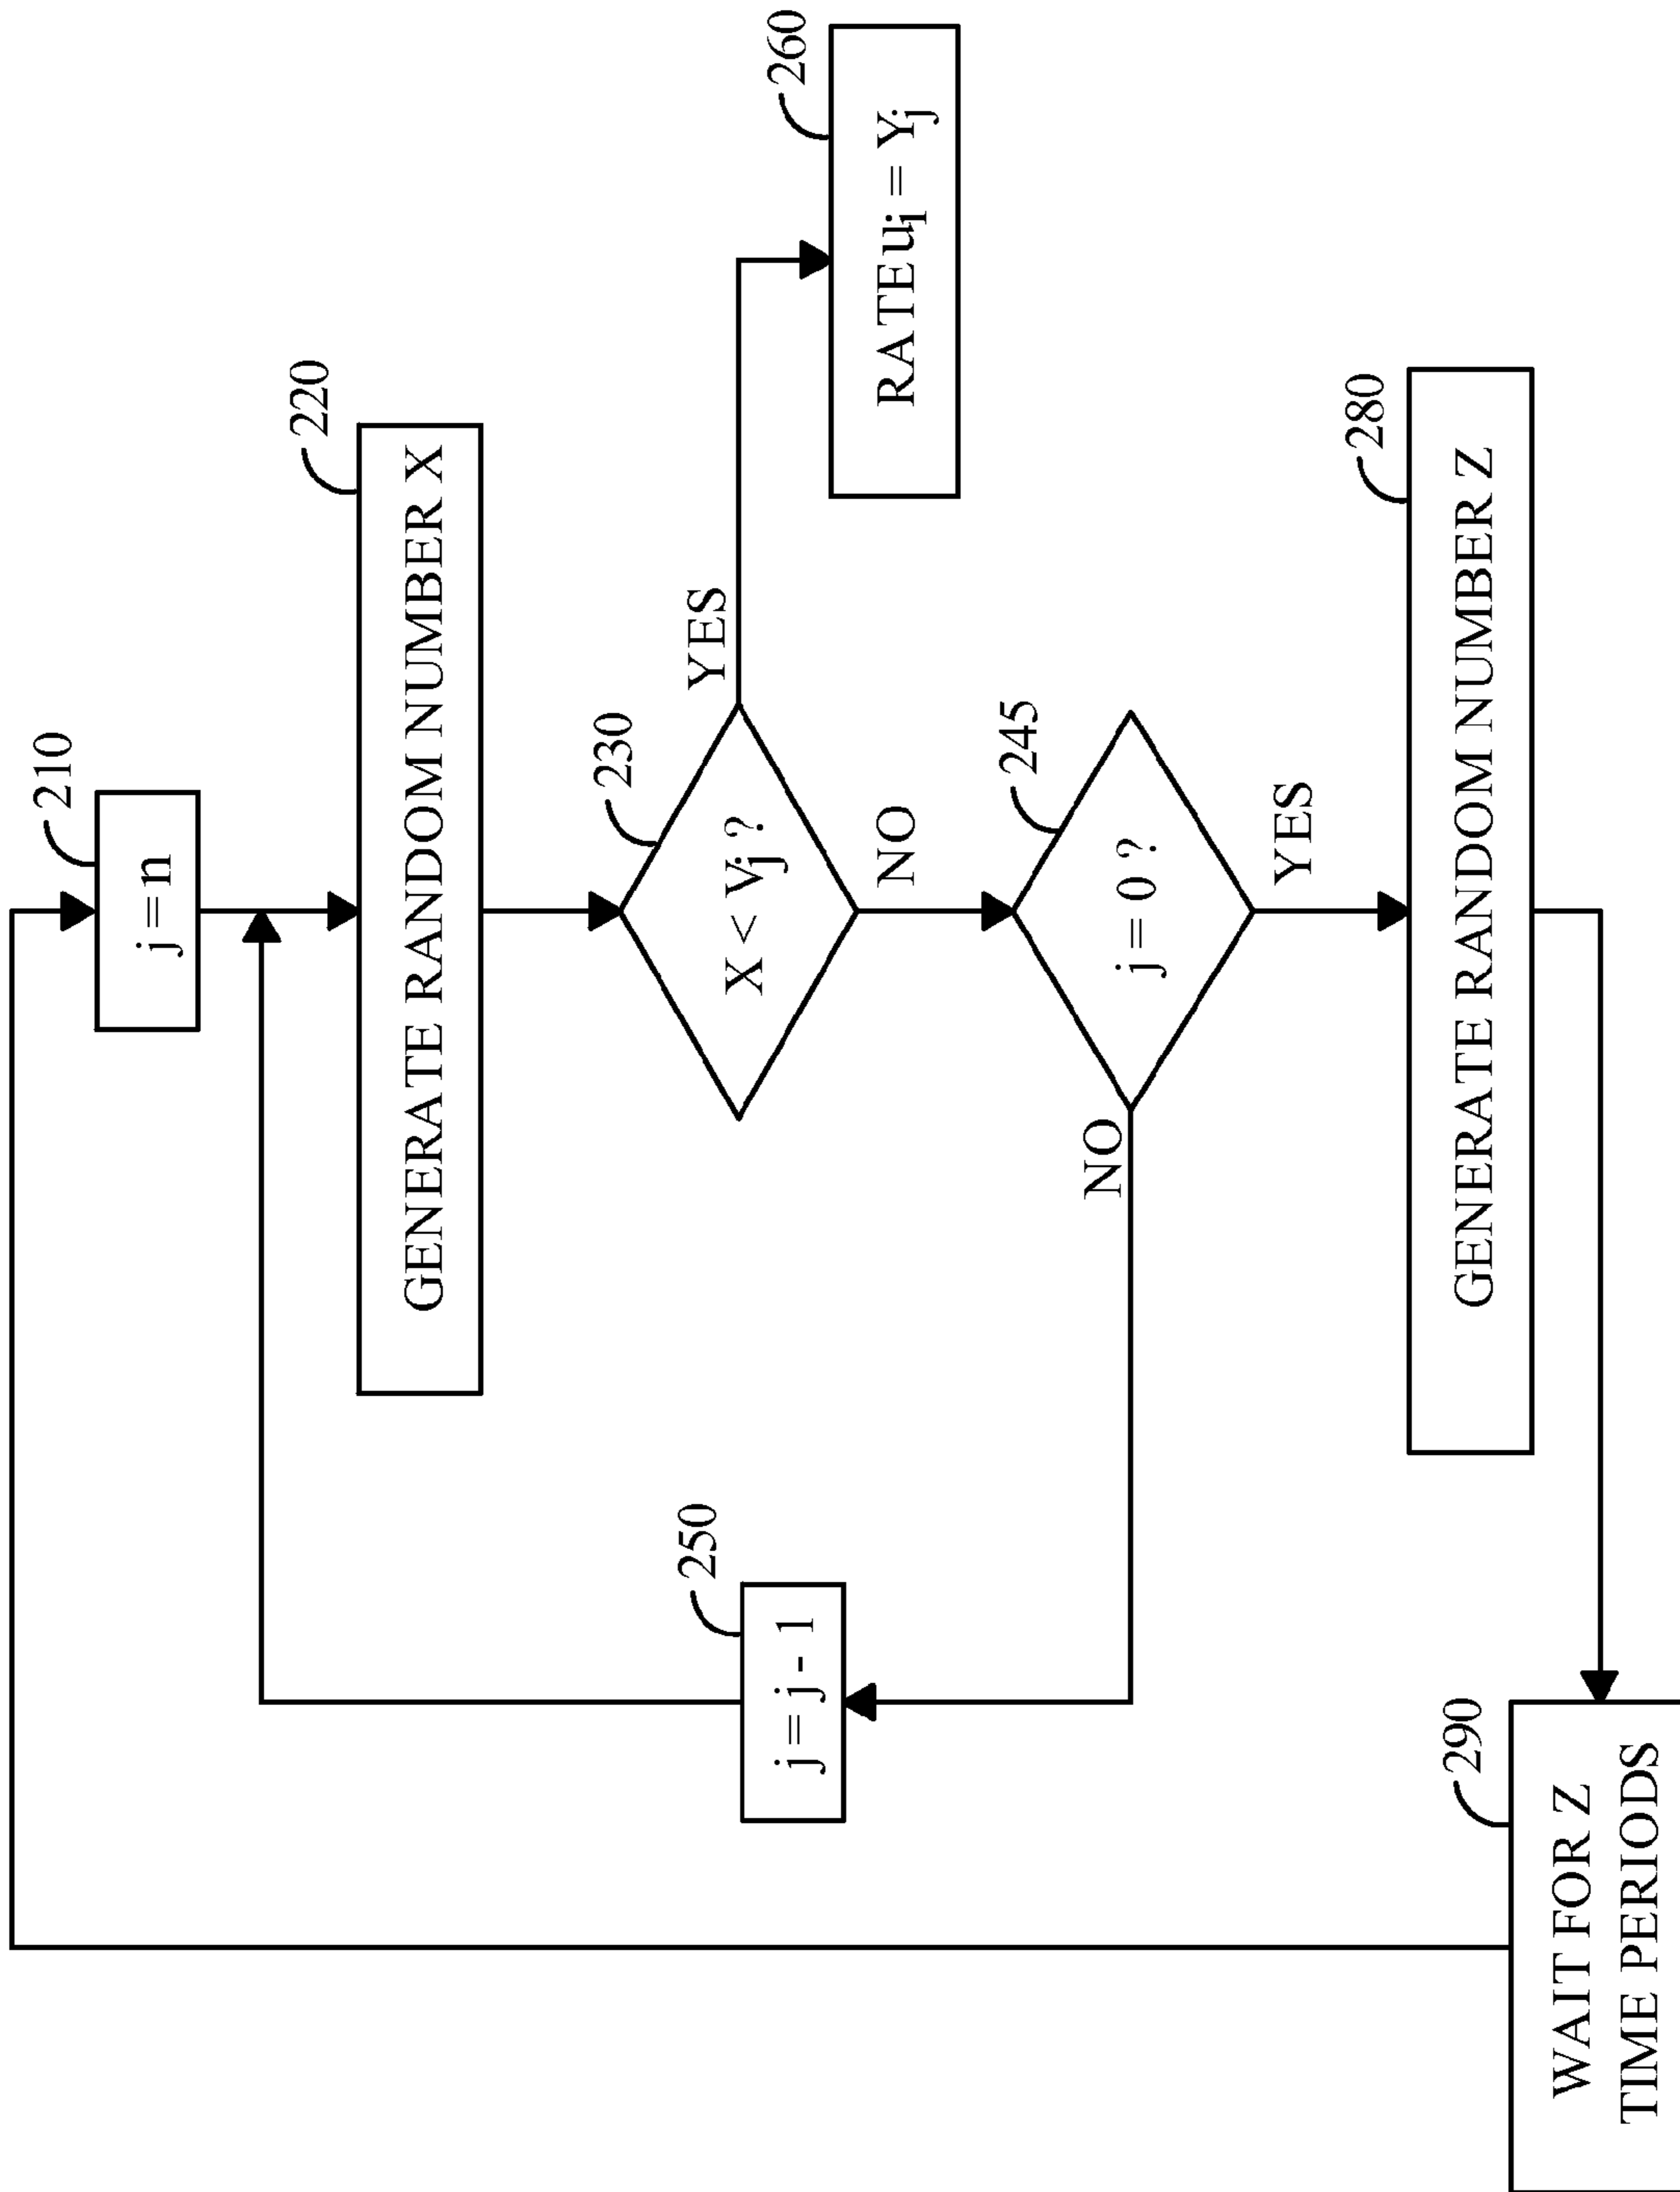 210
j = n
220
GENERATE RANDOM NUMBER X
230
X < Vj ?
YES
260
RATE ui = Yj
NO
245
j = 0 ?
NO
250
j = j - 1
YES
280
GENERATE RANDOM NUMBER Z
290
WAIT FOR Z
TIME PERIODS